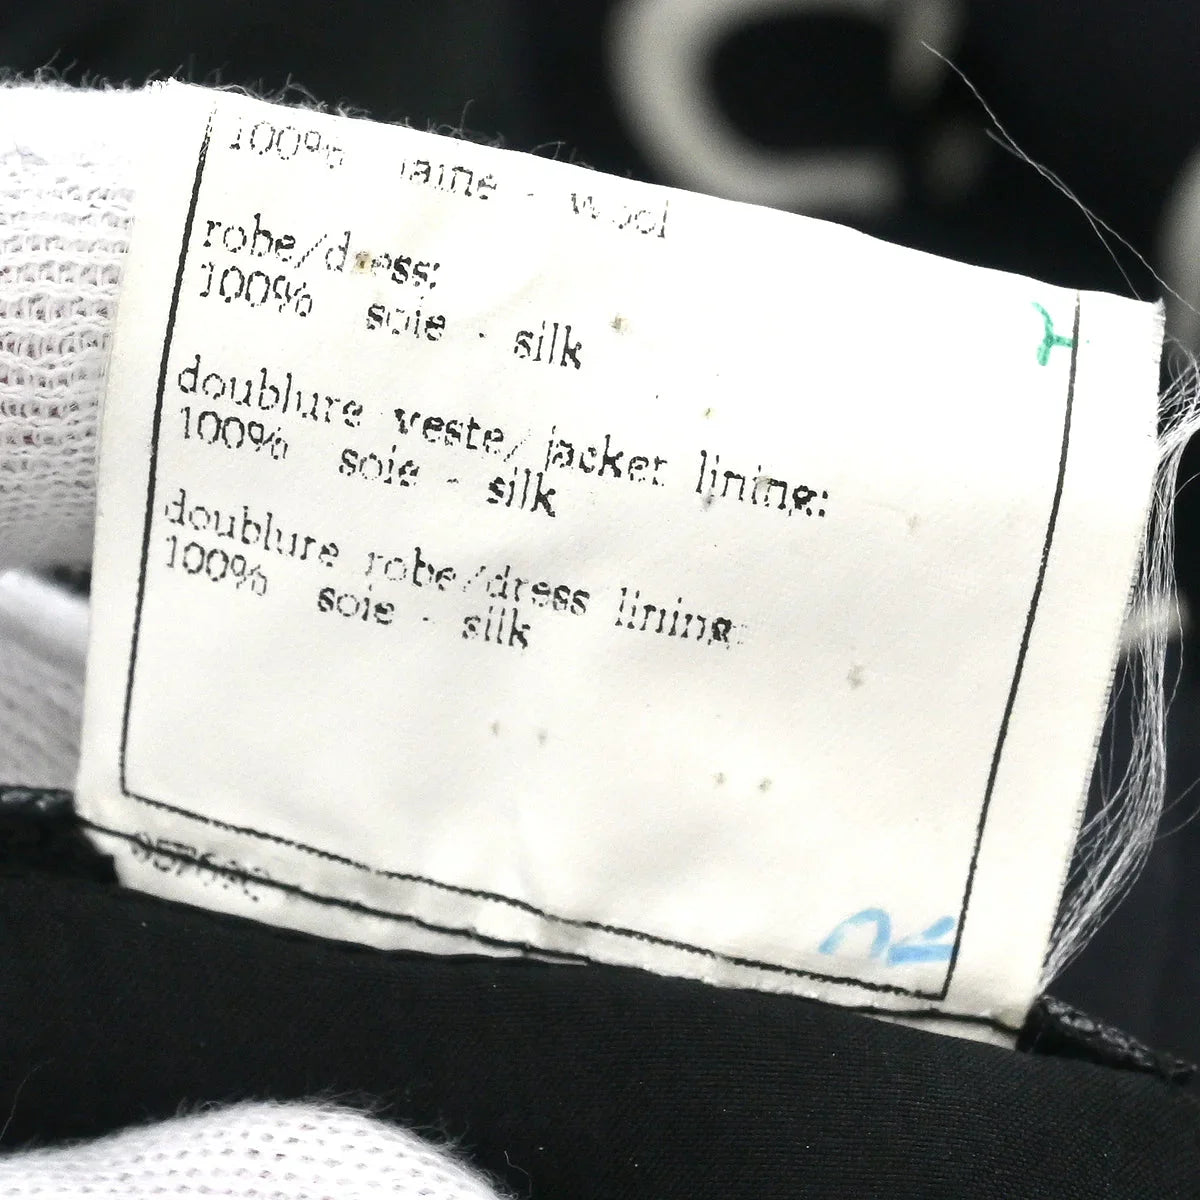 100% laine - wool
robe/dress:
100% soie - silk
doublure veste/ jacket lining:
100% soie - silk
doublure robe/dress lining:
100% soie - silk